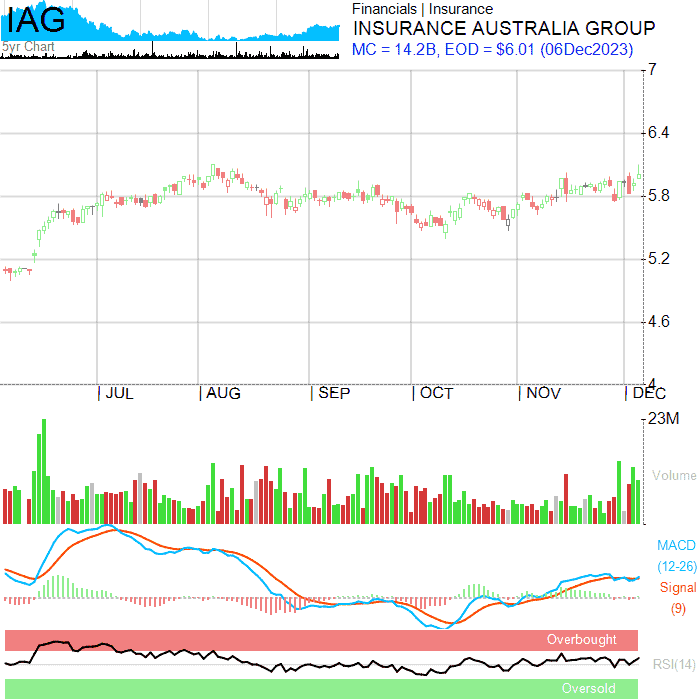 IAG
5yr Chart
Financials | Insurance
INSURANCE AUSTRALIA GROUP
MC = 14.2B, EOD = $6.01 (06Dec2023)
7
6.4
5.8
5.2
4.6
4
| JUL | AUG | SEP | OCT | NOV | DEC
23M
Volume
MACD
(12-26)
Signal
(9)
Overbought
RSI(14)
Oversold